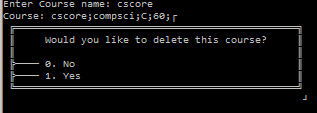 Enter Course name: cscore
Course: cscore;compsci;C;60;┌
Would you like to delete this course?
0. No
1. Yes
┘